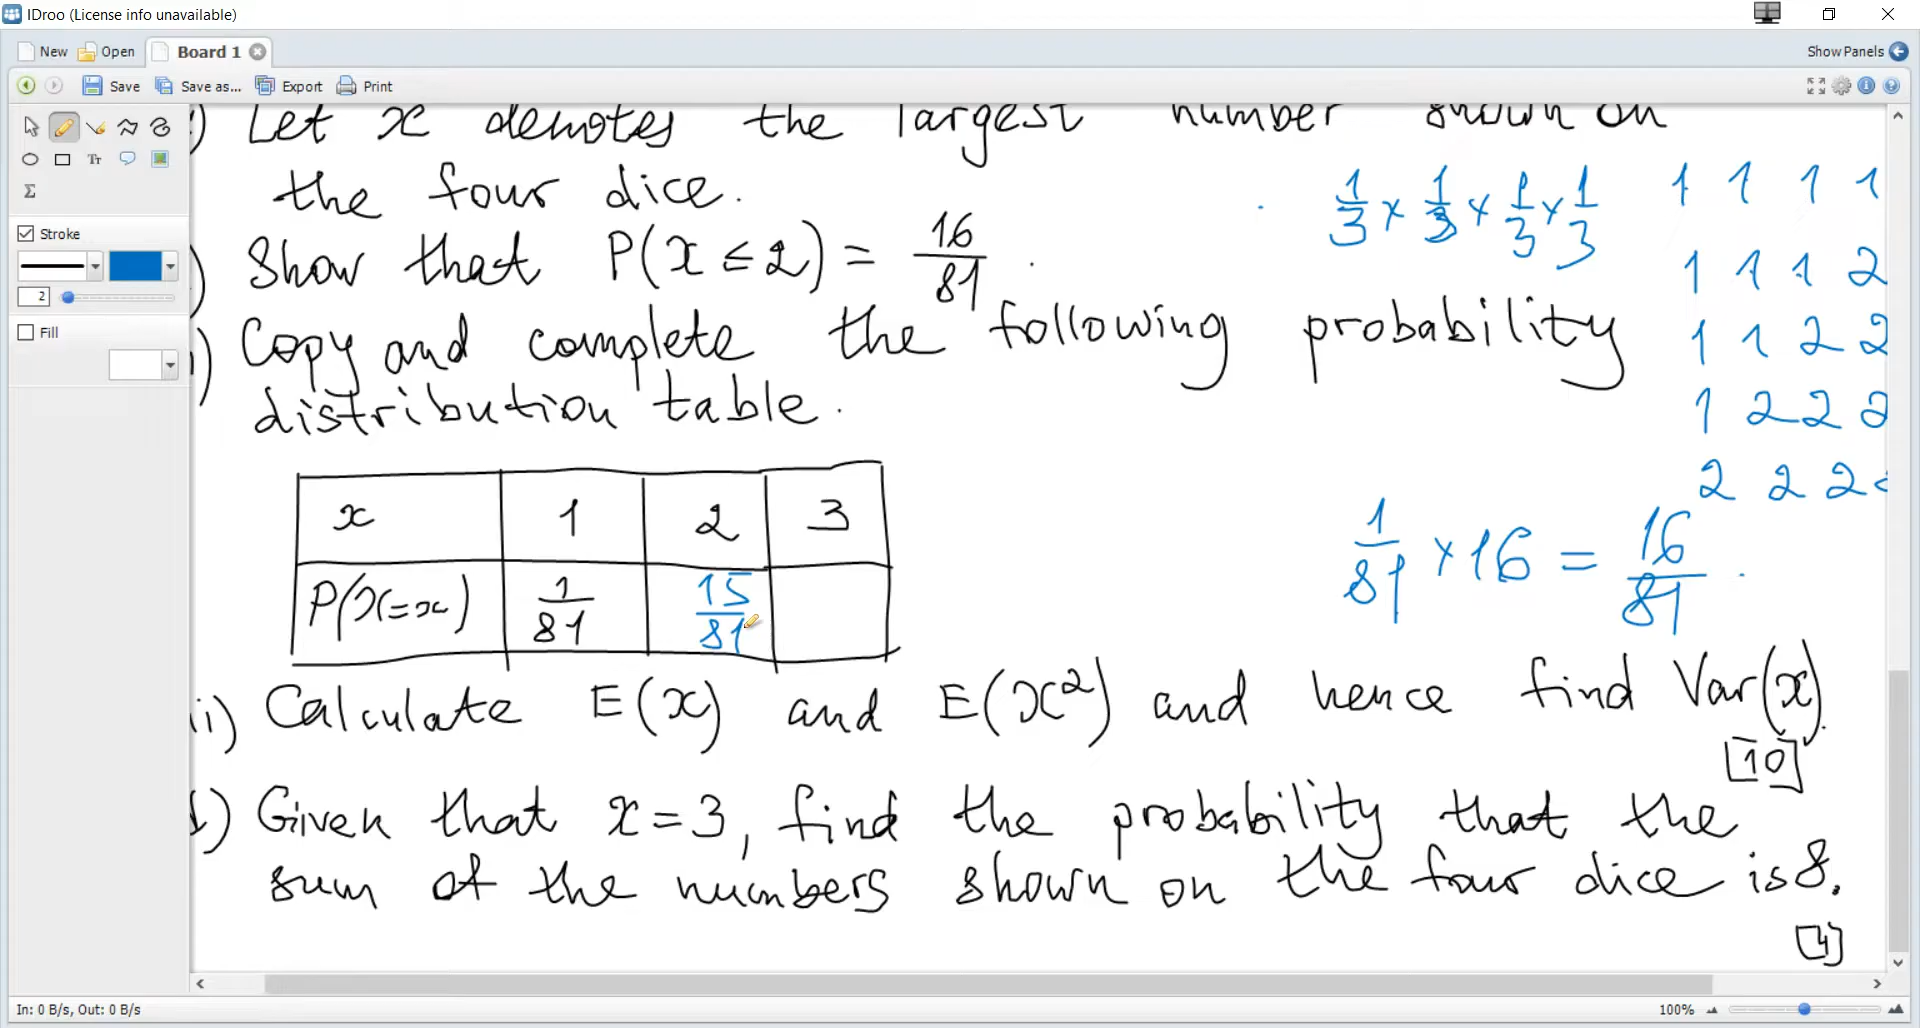 IDroo (License info unavailable)
New Open Board 1 Show Panels
Save Save as... Export Print
) Let x denotes the largest number shown on
the four dice.
) Show that P(x ≤ 2) = 16/81.
) Copy and complete the following probability
distribution table.
x 1 2 3
P(X=x) 1/81 15/81
ii) Calculate E(x) and E(x²) and hence find Var(x).
[10]
) Given that x=3, find the probability that the
sum of the numbers shown on the four dice is 8.
[4]
1/3 × 1/3 × 1/3 × 1/3
1 1 1 1
1 1 1 2
1 1 2 2
1 2 2 2
2 2 2
1/81 × 16 = 16/81.
Tt
Σ
Stroke
2
Fill
In: 0 B/s, Out: 0 B/s 100%